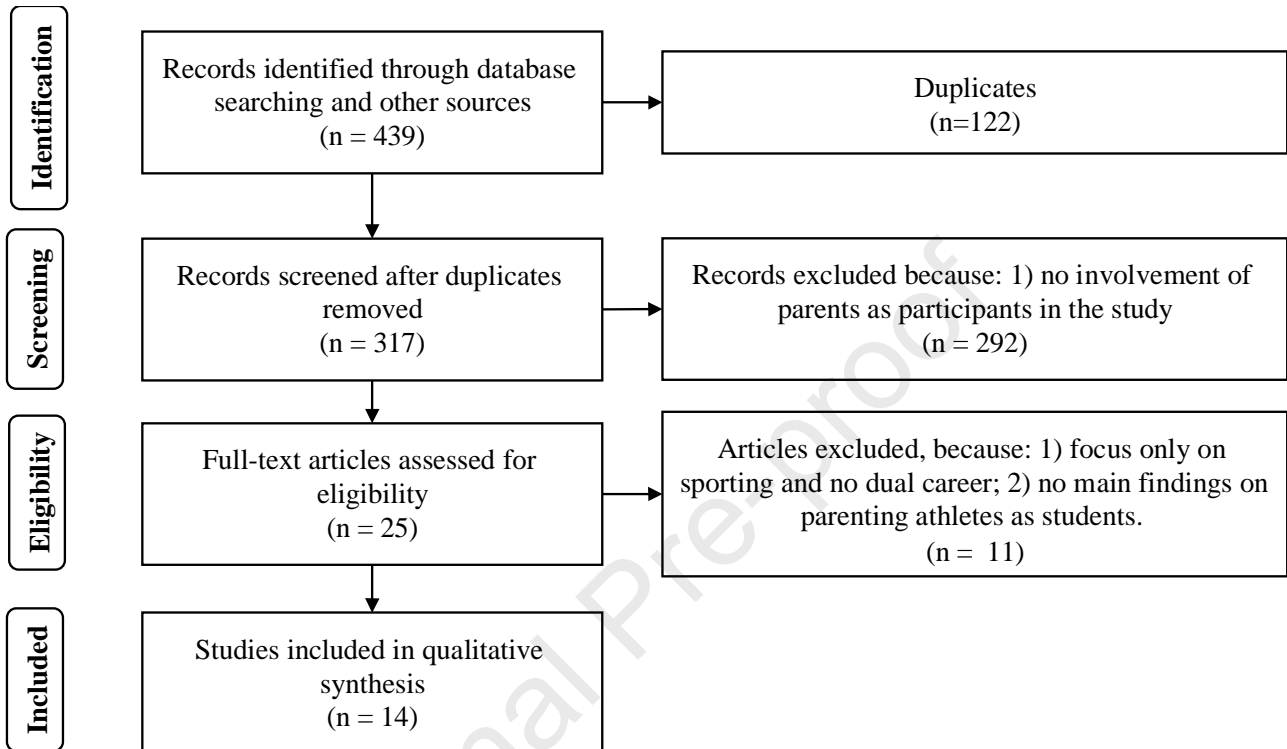 Identification
Records identified through database
searching and other sources
(n = 439)
Duplicates
(n=122)
Screening
Records screened after duplicates
removed
(n = 317)
Records excluded because: 1) no involvement of
parents as participants in the study
(n = 292)
Eligibility
Full-text articles assessed for
eligibility
(n = 25)
Articles excluded, because: 1) focus only on
sporting and no dual career; 2) no main findings on
parenting athletes as students.
(n =  11)
Included
Studies included in qualitative
synthesis
(n = 14)
nal Pre-proof